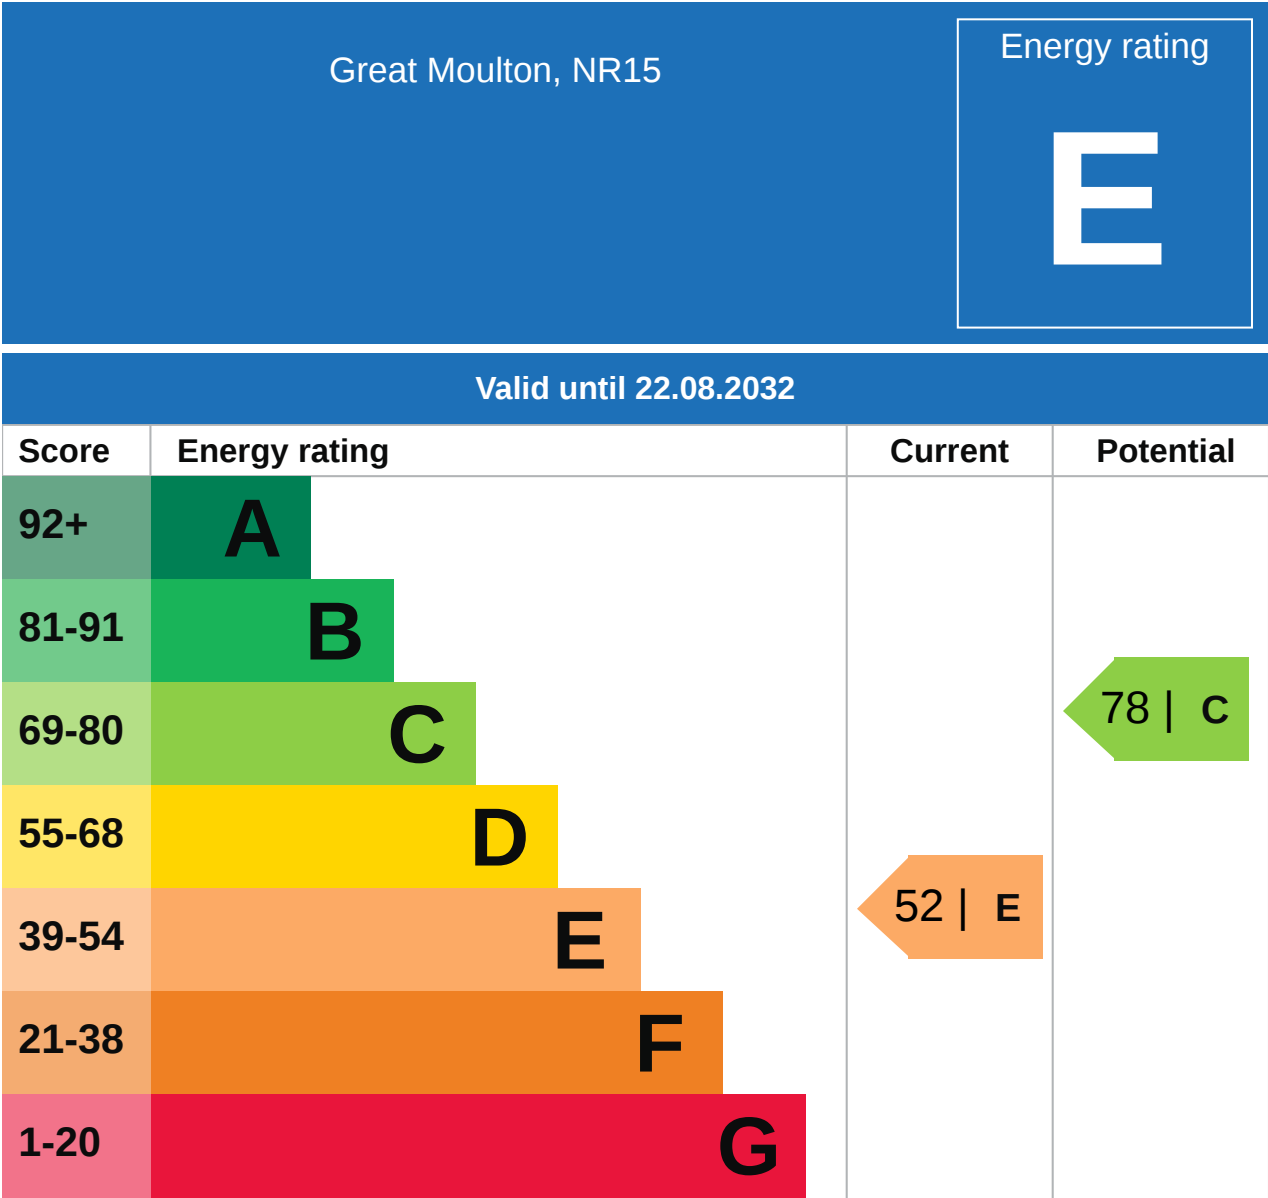 Great Moulton, NR15
Energy rating
E
Valid until 22.08.2032
Score Energy rating Current Potential
92+ A
81-91 B
69-80 C
78 | C
55-68 D
39-54 E
52 | E
21-38 F
1-20 G